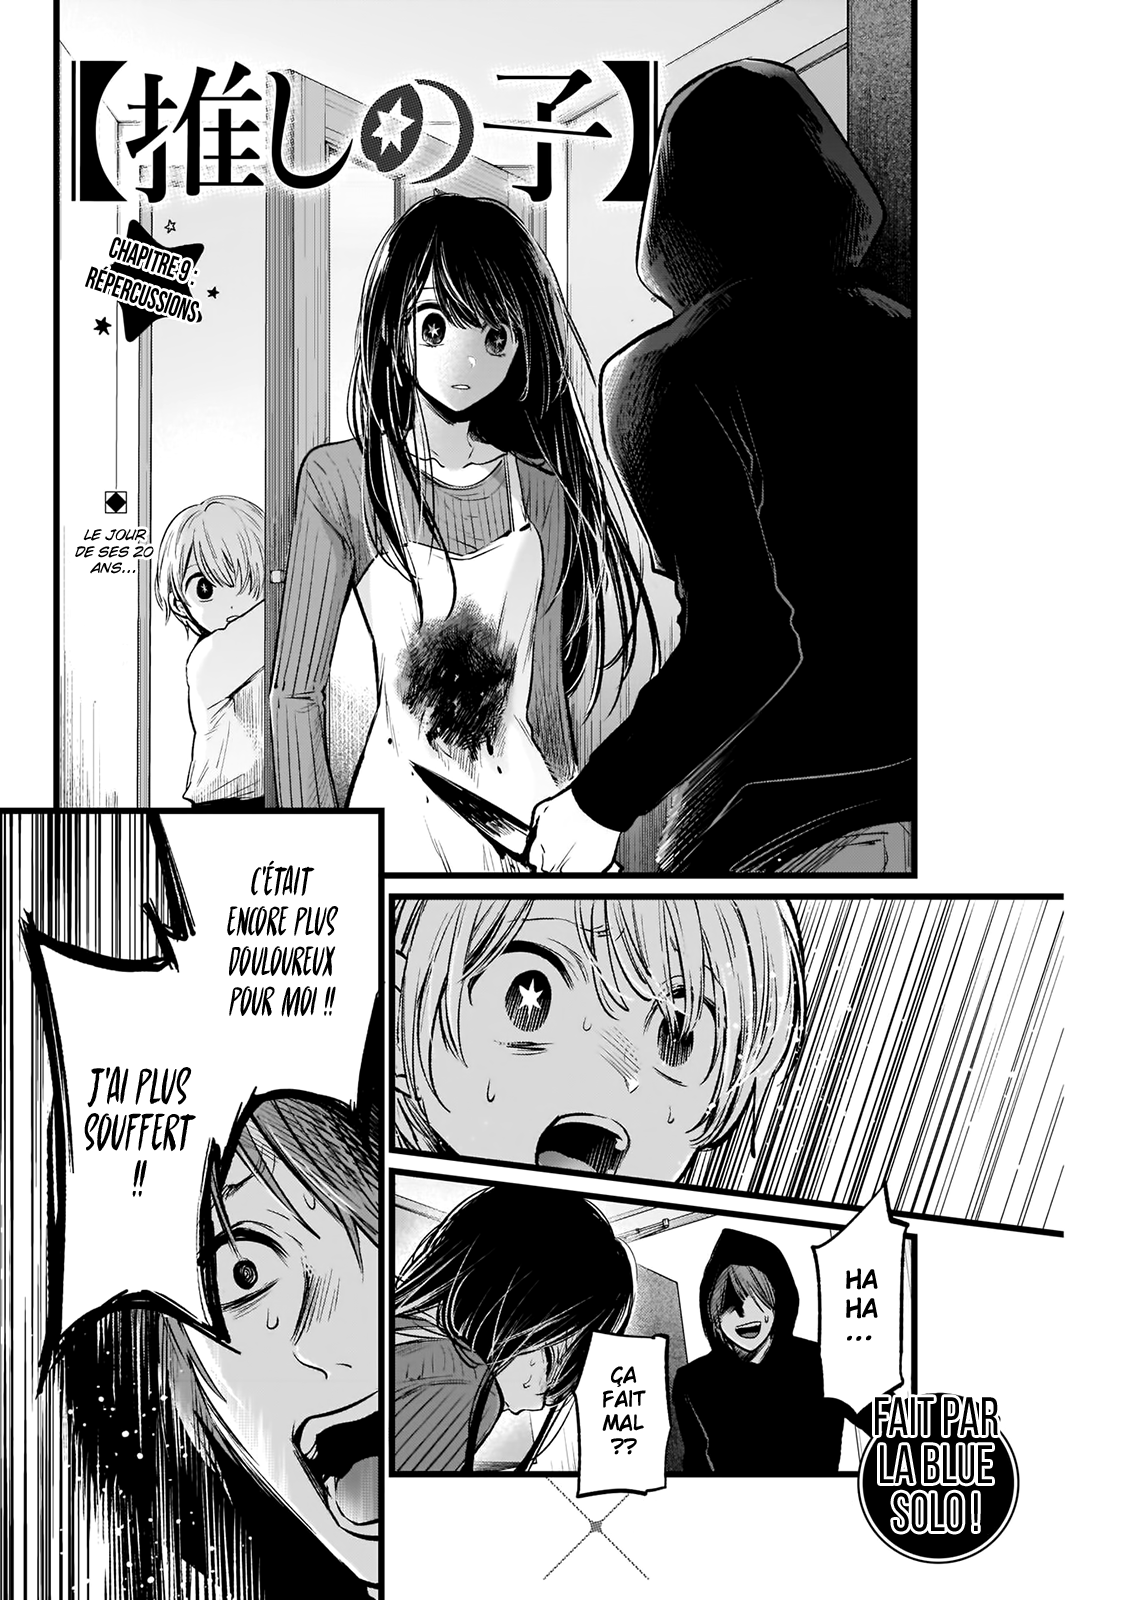 【推しの子】
CHAPITRE 9 :
RÉPERCUSSIONS
LE JOUR
DE SES 20
ANS...
HA
HA
...
ÇA
FAIT
MAL
??
C'ÉTAIT
ENCORE PLUS
DOULOUREUX
POUR MOI !!
J'AI PLUS
SOUFFERT
!!
FAIT PAR
LA BLUE
SOLO !